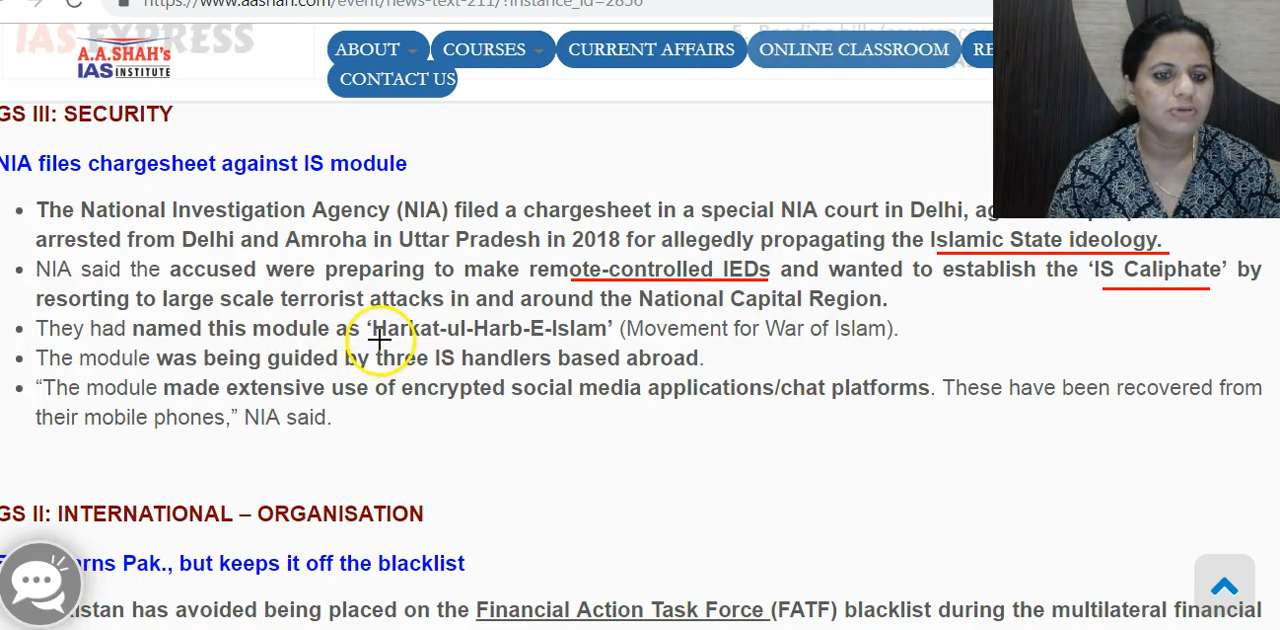 https://www.aashah.com/event/news-text-211/?instance_id=2856
IAS EXPRESS
A.A.SHAH'S
IAS INSTITUTE
ABOUT
COURSES
CURRENT AFFAIRS
ONLINE CLASSROOM
RE
CONTACT US
GS III: SECURITY
NIA files chargesheet against IS module
The National Investigation Agency (NIA) filed a chargesheet in a special NIA court in Delhi,
arrested from Delhi and Amroha in Uttar Pradesh in 2018 for allegedly propagating the Islamic State ideology.
NIA said the accused were preparing to make remote-controlled IEDs and wanted to establish the ‘IS Caliphate’ by
resorting to large scale terrorist attacks in and around the National Capital Region.
They had named this module as ‘Harkat-ul-Harb-E-Islam’ (Movement for War of Islam).
The module was being guided by three IS handlers based abroad.
“The module made extensive use of encrypted social media applications/chat platforms. These have been recovered from
their mobile phones,” NIA said.
GS II: INTERNATIONAL – ORGANISATION
rns Pak., but keeps it off the blacklist
kistan has avoided being placed on the Financial Action Task Force (FATF) blacklist during the multilateral financial